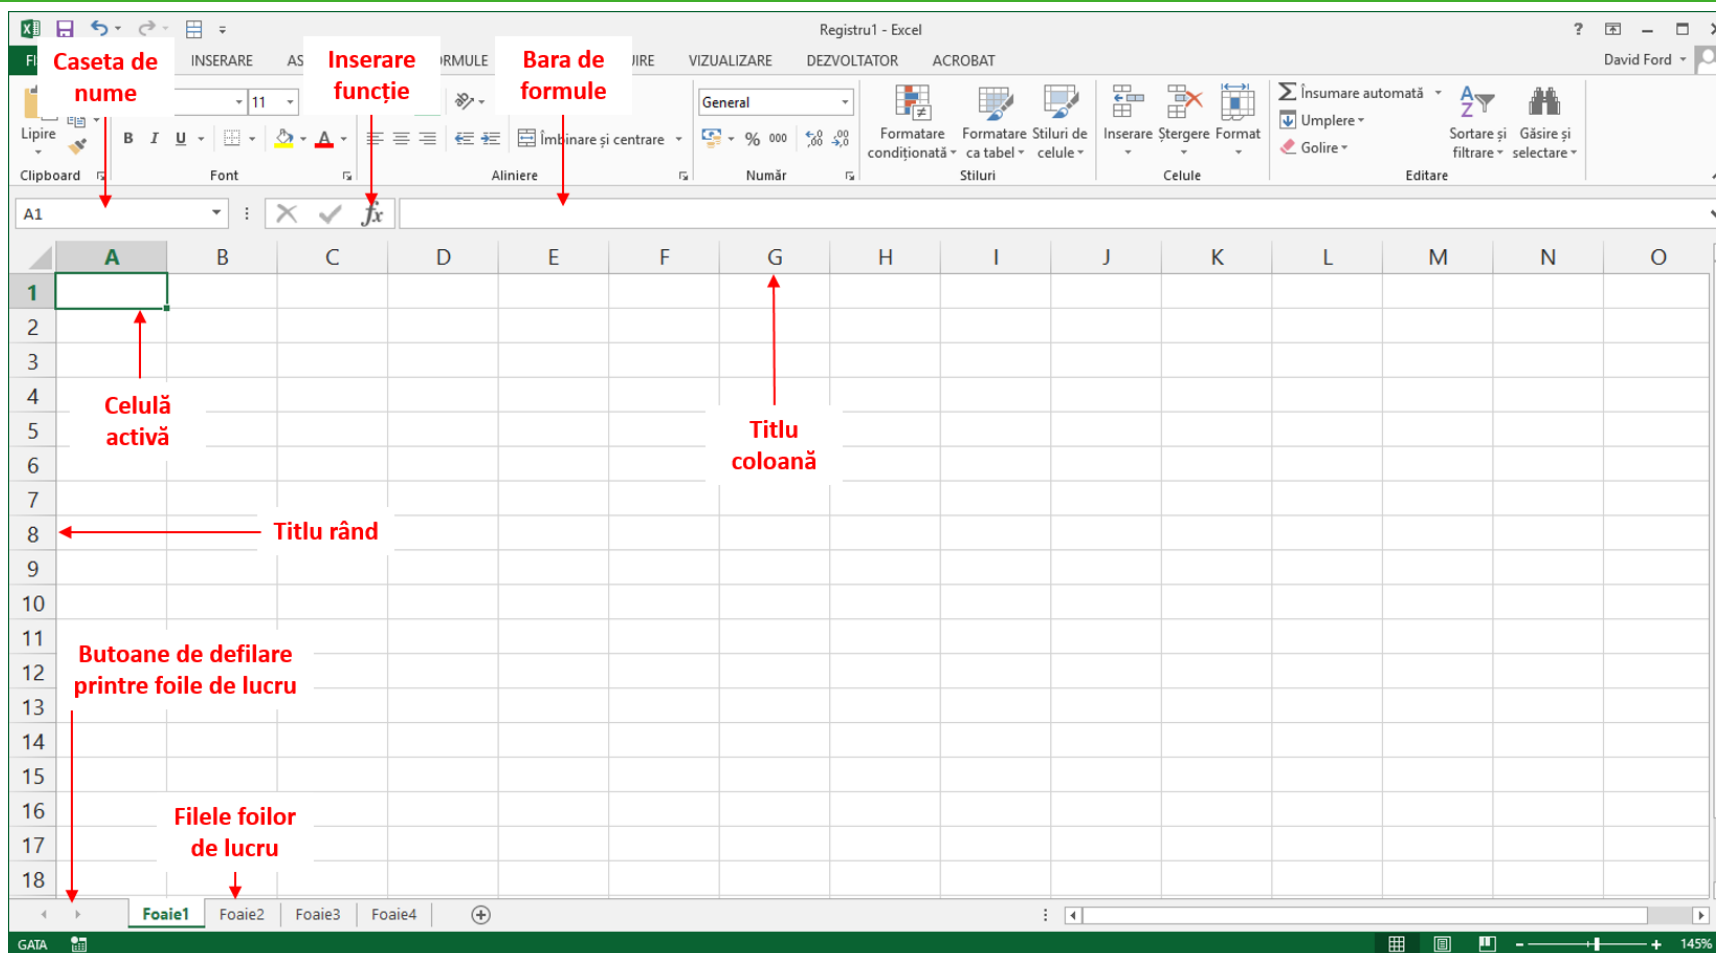 Registru1 - Excel
?
FI
INSERARE
AS
RMULE
UIRE
VIZUALIZARE
DEZVOLTATOR
ACROBAT
David Ford
Caseta de
nume
Inserare
funcție
Bara de
formule
11
General
Lipire
B I U
A
Îmbinare și centrare
% 000
,00
Formatare
condiționată
Formatare
ca tabel
Stiluri de
celule
Inserare
Ștergere
Format
Însumare automată
Umplere
Golire
Sortare și
filtrare
Găsire și
selectare
Clipboard
Font
Aliniere
Număr
Stiluri
Celule
Editare
A1
fx
A B C D E F G H I J K L M N O
1
2
3
4
5
6
7
8
9
10
11
12
13
14
15
16
17
18
Celulă
activă
Titlu
coloană
Titlu rând
Butoane de defilare
printre foile de lucru
Filele foilor
de lucru
Foaie1
Foaie2
Foaie3
Foaie4
GATA
145%